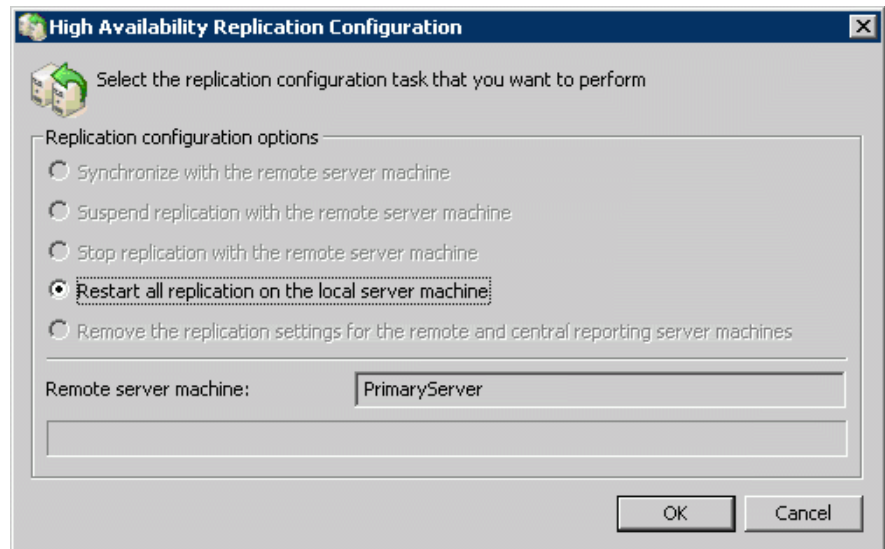 High Availability Replication Configuration
Select the replication configuration task that you want to perform
Replication configuration options
Synchronize with the remote server machine
Suspend replication with the remote server machine
Stop replication with the remote server machine
Restart all replication on the local server machine
Remove the replication settings for the remote and central reporting server machines
Remote server machine: PrimaryServer
OK Cancel